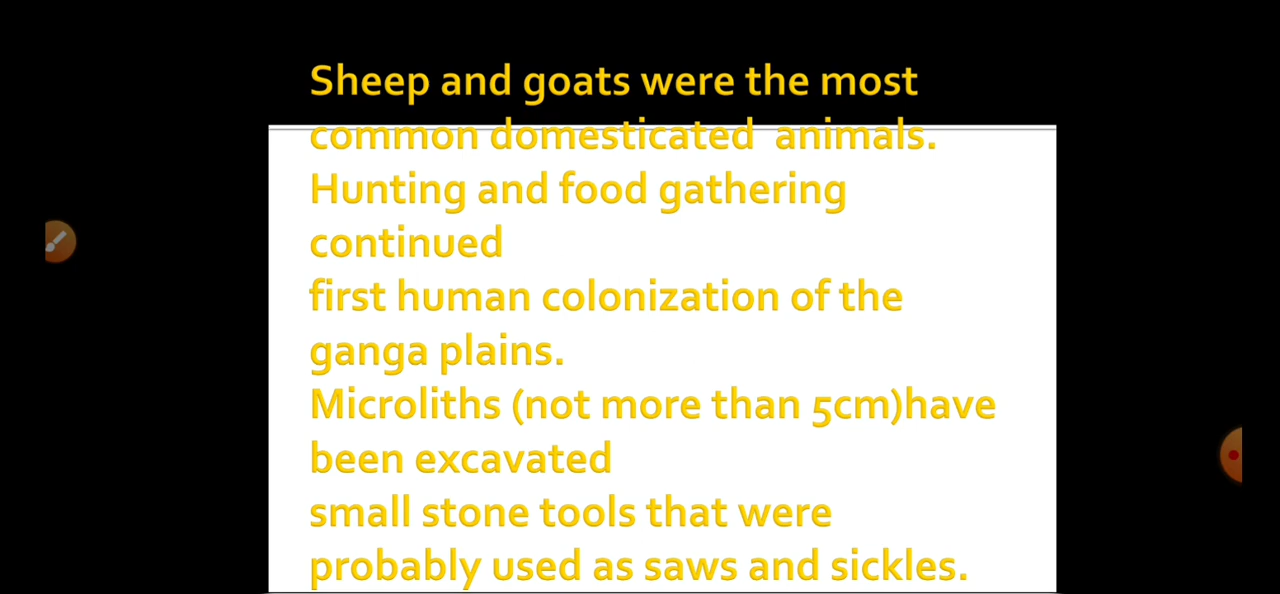 Sheep and goats were the most
common domesticated  animals.
Hunting and food gathering
continued
first human colonization of the
ganga plains.
Microliths (not more than 5cm)have
been excavated
small stone tools that were
probably used as saws and sickles.